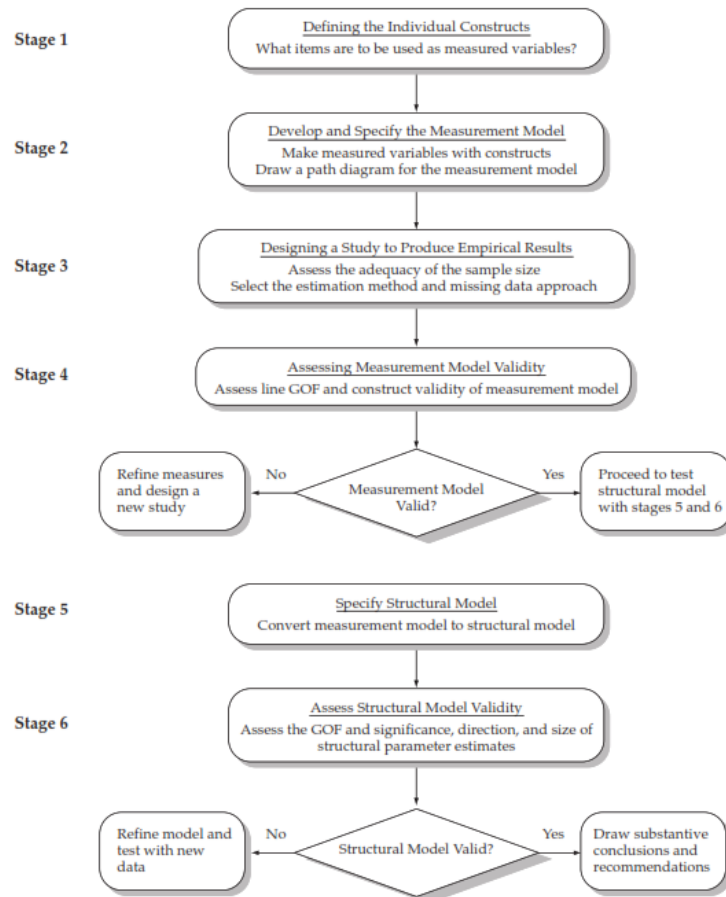 Stage 1
Defining the Individual Constructs
What items are to be used as measured variables?
Stage 2
Develop and Specify the Measurement Model
Make measured variables with constructs
Draw a path diagram for the measurement model
Stage 3
Designing a Study to Produce Empirical Results
Assess the adequacy of the sample size
Select the estimation method and missing data approach
Stage 4
Assessing Measurement Model Validity
Assess line GOF and construct validity of measurement model
Refine measures
and design a
new study
No
Measurement Model
Valid?
Yes
Proceed to test
structural model
with stages 5 and 6
Stage 5
Specify Structural Model
Convert measurement model to structural model
Stage 6
Assess Structural Model Validity
Assess the GOF and significance, direction, and size of
structural parameter estimates
Refine model and
test with new
data
No
Structural Model Valid?
Yes
Draw substantive
conclusions and
recommendations